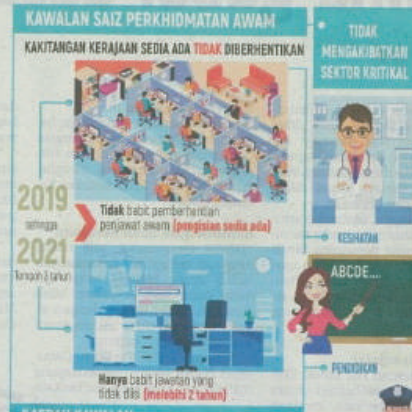 KAWALAN SAIZ PERKHIDMATAN AWAM
KAKITANGAN KERAJAAN SEDIA ADA TIDAK DIBERHENTIKAN
2019
sehingga
2021
Tempoh 3 tahun
Tidak babit pemberhentian
penjawat awam (pengisian sedia ada)
Hanya babit jawatan yang
tidak diisi (melebihi 2 tahun)
TIDAK
MENGAKIBATKAN
SEKTOR KRITIKAL
KESIHATAN
ABCDE....
PENDIDIKAN